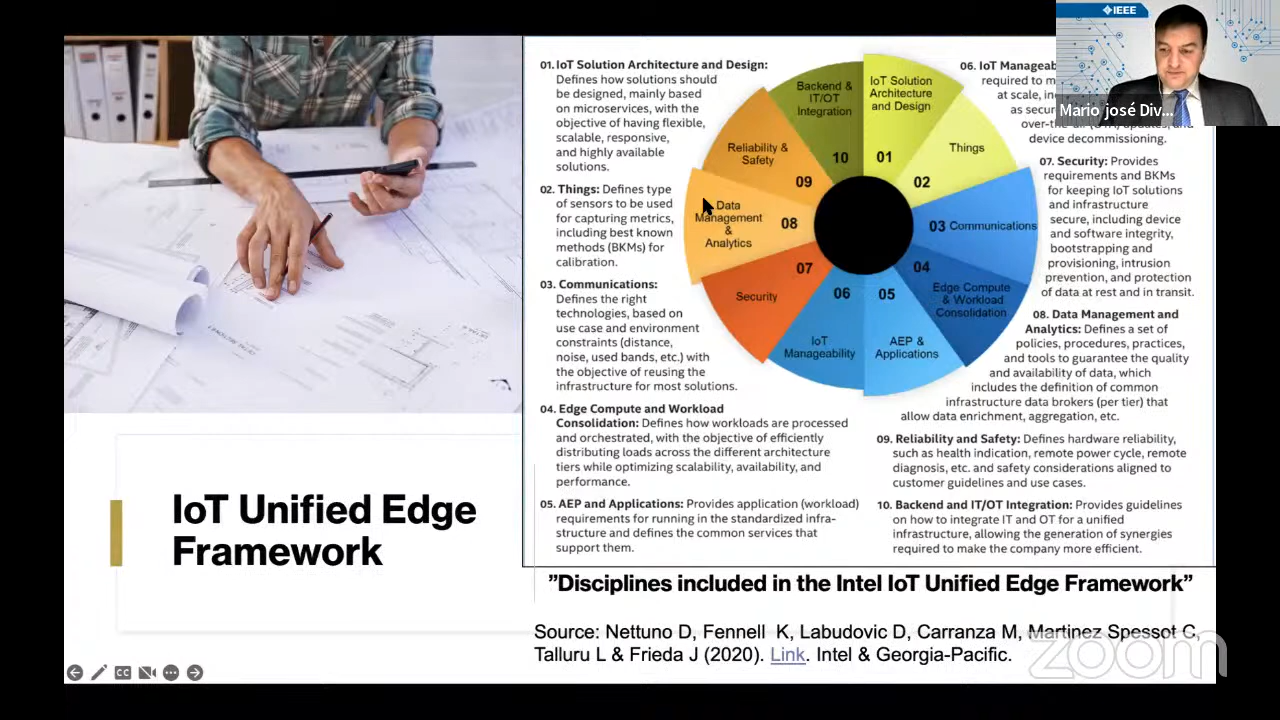 IEEE
Mario josé Div...
01. IoT Solution Architecture and Design:
Defines how solutions should
be designed, mainly based
on microservices, with the
objective of having flexible,
scalable, responsive,
and highly available
solutions.
02. Things: Defines type
of sensors to be used
for capturing metrics,
including best known
methods (BKMs) for
calibration.
03. Communications:
Defines the right
technologies, based on
use case and environment
constraints (distance,
noise, used bands, etc.) with
the objective of reusing the
infrastructure for most solutions.
04. Edge Compute and Workload
Consolidation: Defines how workloads are processed
and orchestrated, with the objective of efficiently
distributing loads across the different architecture
tiers while optimizing scalability, availability, and
performance.
05. AEP and Applications: Provides application (workload)
requirements for running in the standardized infra-
structure and defines the common services that
support them.
Backend &
IT/OT
Integration
10
IoT Solution
Architecture
and Design
01
Things
02
03 Communications
04
Edge Compute
& Workload
Consolidation
05
AEP &
Applications
06
IoT
Manageability
07
Security
08
Data
Management
&
Analytics
09
Reliability &
Safety
06. IoT
required to
at scale,
device decommissioning.
07. Security: Provides
requirements and BKMs
for keeping IoT solutions
and infrastructure
secure, including device
and software integrity,
bootstrapping and
provisioning, intrusion
prevention, and protection
of data at rest and in transit.
08. Data Management and
Analytics: Defines a set of
policies, procedures, practices,
and tools to guarantee the quality
and availability of data, which
includes the definition of common
infrastructure data brokers (per tier) that
allow data enrichment, aggregation, etc.
09. Reliability and Safety: Defines hardware reliability,
such as health indication, remote power cycle, remote
diagnosis, etc. and safety considerations aligned to
customer guidelines and use cases.
10. Backend and IT/OT Integration: Provides guidelines
on how to integrate IT and OT for a unified
infrastructure, allowing the generation of synergies
required to make the company more efficient.
IoT Unified Edge
Framework
”Disciplines included in the Intel IoT Unified Edge Framework”
Source: Nettuno D, Fennell K, Labudovic D, Carranza M, Martinez Spessot C,
Talluru L & Frieda J (2020). Link. Intel & Georgia-Pacific.
CC
zoom